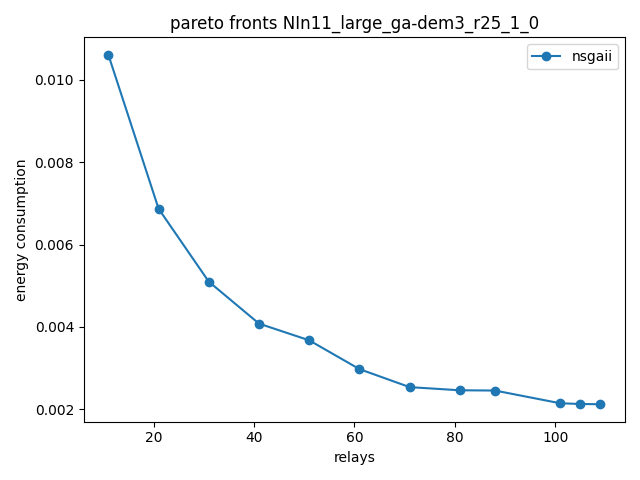 pareto fronts NIn11_large_ga-dem3_r25_1_0
nsgaii
0.010
0.008
0.006
0.004
0.002
energy consumption
20 40 60 80 100
relays